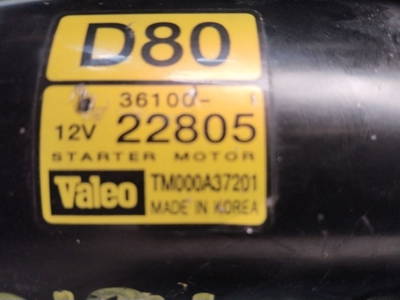 D80
36100-
12V 22805
STARTER MOTOR
Valeo TM000A37201
MADE IN KOREA